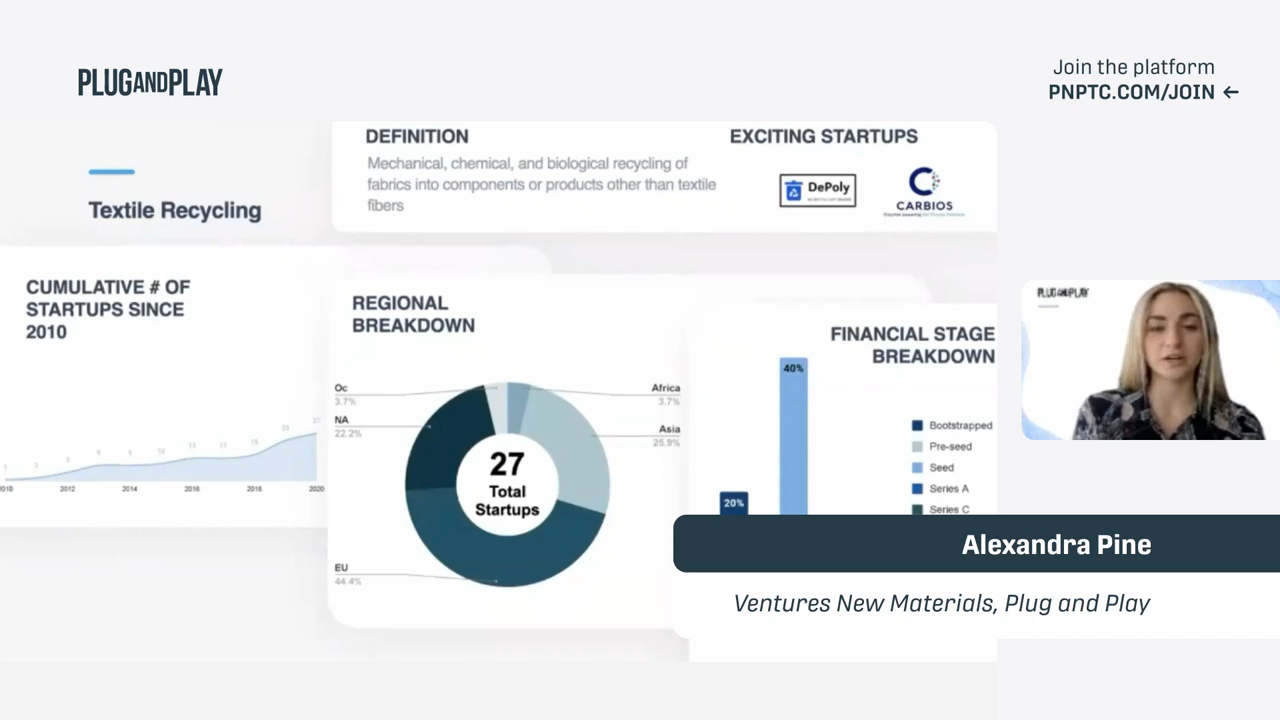 PLUGANDPLAY
Join the platform
PNPTC.COM/JOIN ←
Textile Recycling
DEFINITION
Mechanical, chemical, and biological recycling of
fabrics into components or products other than textile
fibers
EXCITING STARTUPS
DePoly
CARBIOS
CUMULATIVE # OF
STARTUPS SINCE
2010
2012
2014
2016
2018
2020
REGIONAL
BREAKDOWN
Oc
3.7%
NA
22.2%
EU
44.4%
Africa
3.7%
Asia
25.9%
27
Total
Startups
FINANCIAL STAGE
BREAKDOWN
40%
20%
Bootstrapped
Pre-seed
Seed
Series A
Series C
PLUGANDPLAY
Alexandra Pine
Ventures New Materials, Plug and Play